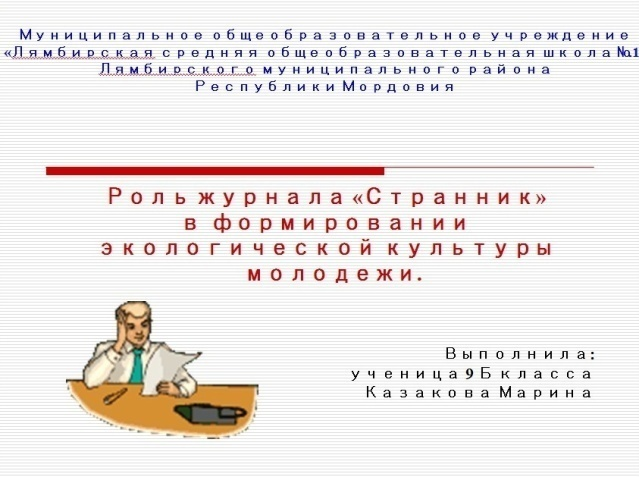 Муниципальное общеобразовательное учреждение
«Лямбирская средняя общеобразовательная школа №1
Лямбирского муниципального района
Республики Мордовия
Роль журнала «Странник»
в формировании
экологической культуры
молодежи.
Выполнила:
ученица 9 Б класса
Казакова Марина